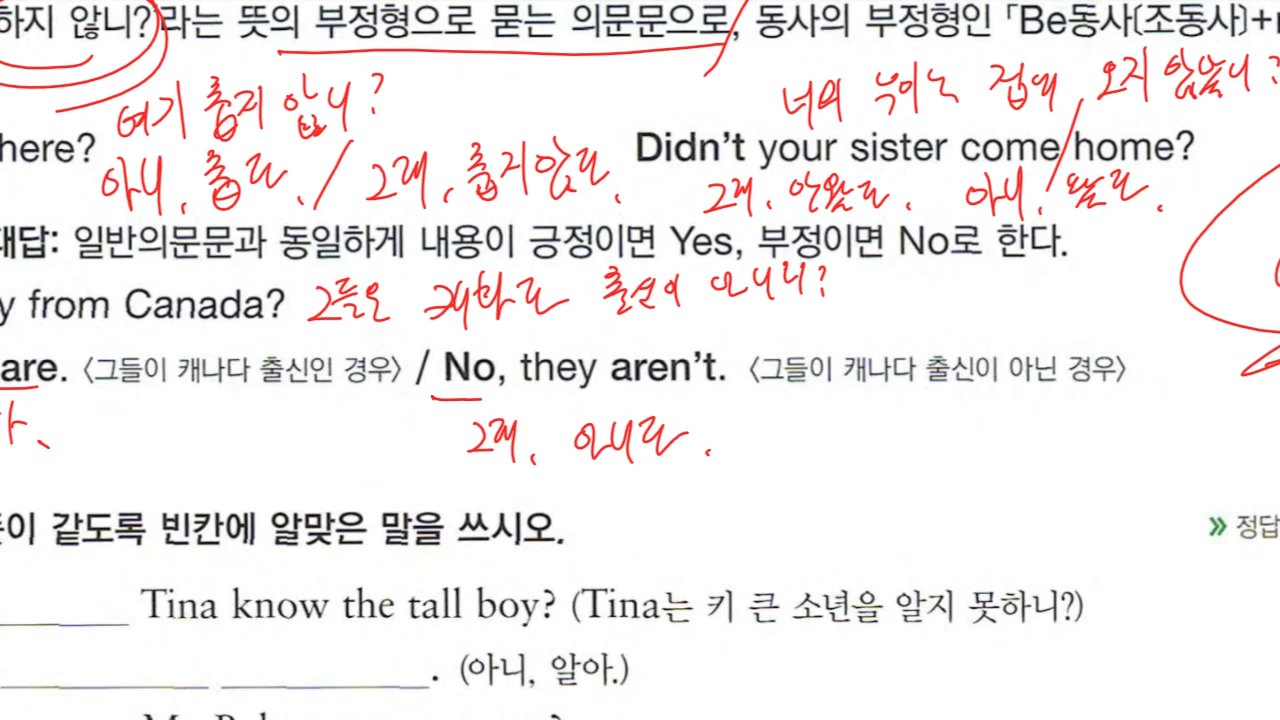 하지 않니?라는 뜻의 부정형으로 묻는 의문문으로, 동사의 부정형인 「Be동사(조동사)+
여기 춥지 않니? 너의 누이는 집에 오지 않았니?
here? Didn't your sister come home?
아니, 춥다. / 그래, 춥지않다. 그래, 안왔다. 아니, 왔다.
대답: 일반의문문과 동일하게 내용이 긍정이면 Yes, 부정이면 No로 한다.
y from Canada? 그들은 캐나다 출신이 아니니?
are. 〈그들이 캐나다 출신인 경우〉 / No, they aren't. 〈그들이 캐나다 출신이 아닌 경우〉
그래, 아니다.
이 같도록 빈칸에 알맞은 말을 쓰시오.
» 정답
Tina know the tall boy? (Tina는 키 큰 소년을 알지 못하니?)
. (아니, 알아.)